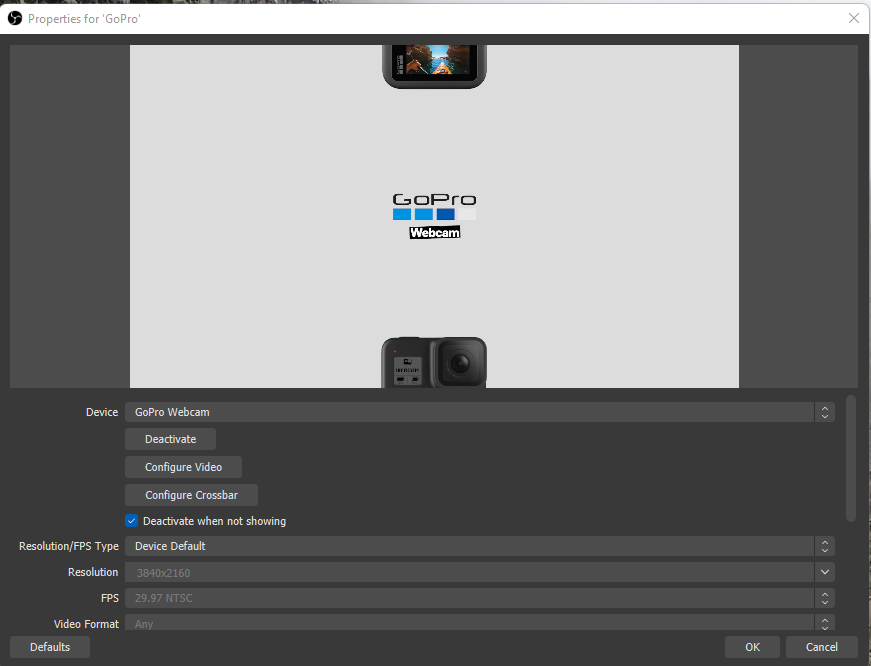 Properties for 'GoPro'
GoPro
Webcam
WEBCAM
Device
GoPro Webcam
Deactivate
Configure Video
Configure Crossbar
Deactivate when not showing
Resolution/FPS Type
Device Default
Resolution
3840x2160
FPS
29.97 NTSC
Video Format
Any
Defaults
OK
Cancel